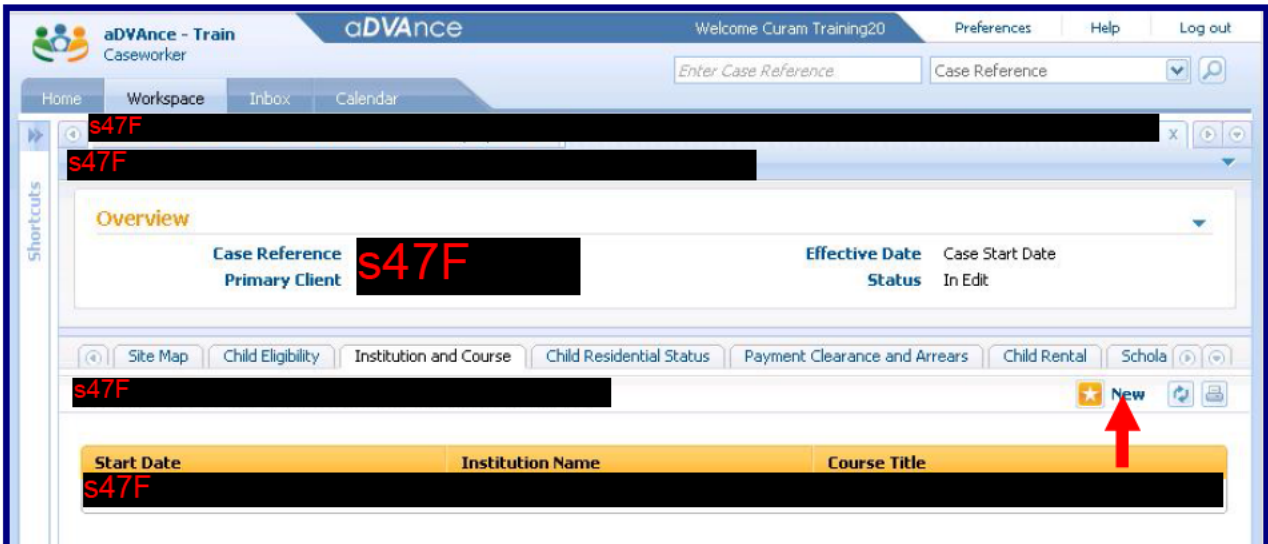 aDVAnce - Train
Caseworker
aDVAnce
Welcome Curam Training20
Preferences
Help
Log out
Enter Case Reference
Case Reference
Home
Workspace
Inbox
Calendar
s47F
X
s47F
Shortcuts
Overview
Case Reference
s47F
Effective Date
Case Start Date
Primary Client
Status
In Edit
Site Map
Child Eligibility
Institution and Course
Child Residential Status
Payment Clearance and Arrears
Child Rental
Schola
s47F
New
Start Date
Institution Name
Course Title
s47F